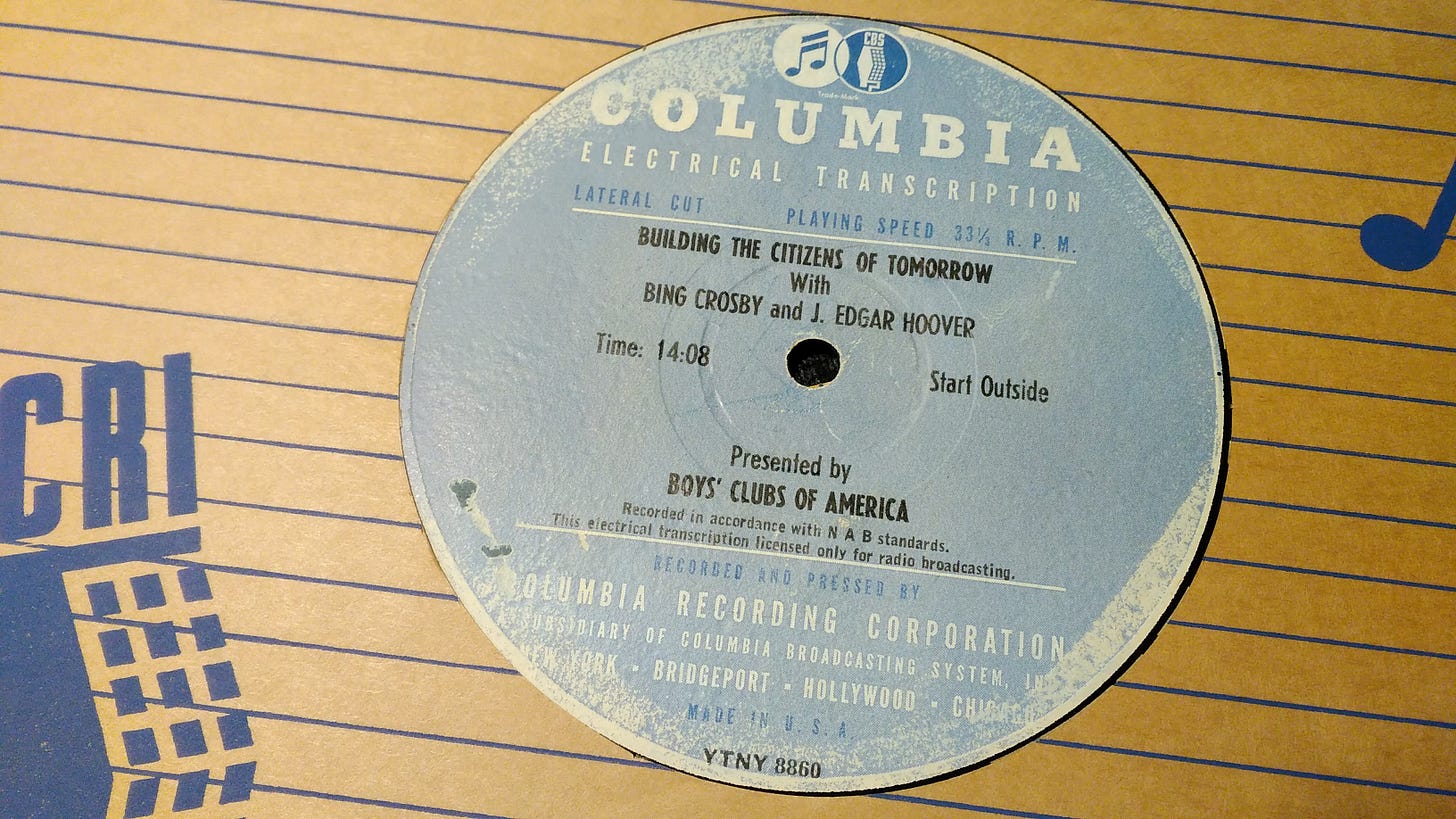 CBS
Trade-Mark
COLUMBIA
ELECTRICAL TRANSCRIPTION
LATERAL CUT PLAYING SPEED 33⅓ R. P. M.
BUILDING THE CITIZENS OF TOMORROW
With
BING CROSBY and J. EDGAR HOOVER
Time: 14:08
Start Outside
Presented by
BOYS' CLUBS OF AMERICA
Recorded in accordance with N A B standards.
This electrical transcription licensed only for radio broadcasting.
RECORDED AND PRESSED BY
COLUMBIA RECORDING CORPORATION
SUBSIDIARY OF COLUMBIA BROADCASTING SYSTEM, INC
NEW YORK • BRIDGEPORT • HOLLYWOOD • CHICAGO
MADE IN U. S. A
YTNY 8860
CRI